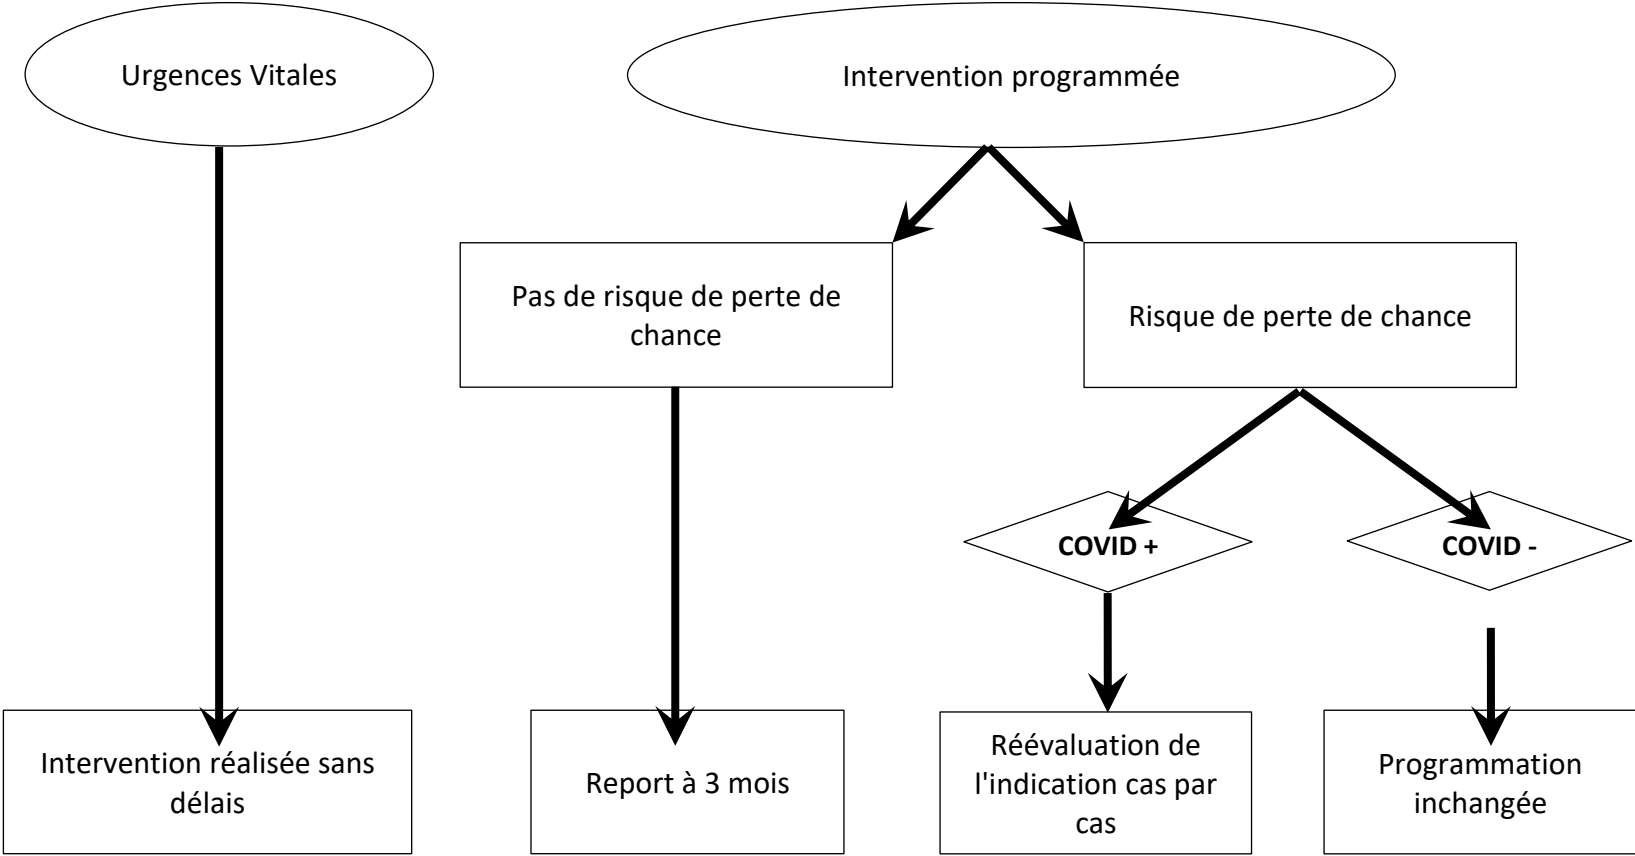 Urgences Vitales
Intervention programmée
Pas de risque de perte de
chance
Risque de perte de chance
COVID +
COVID -
Intervention réalisée sans
délais
Report à 3 mois
Réévaluation de
l'indication cas par
cas
Programmation
inchangée